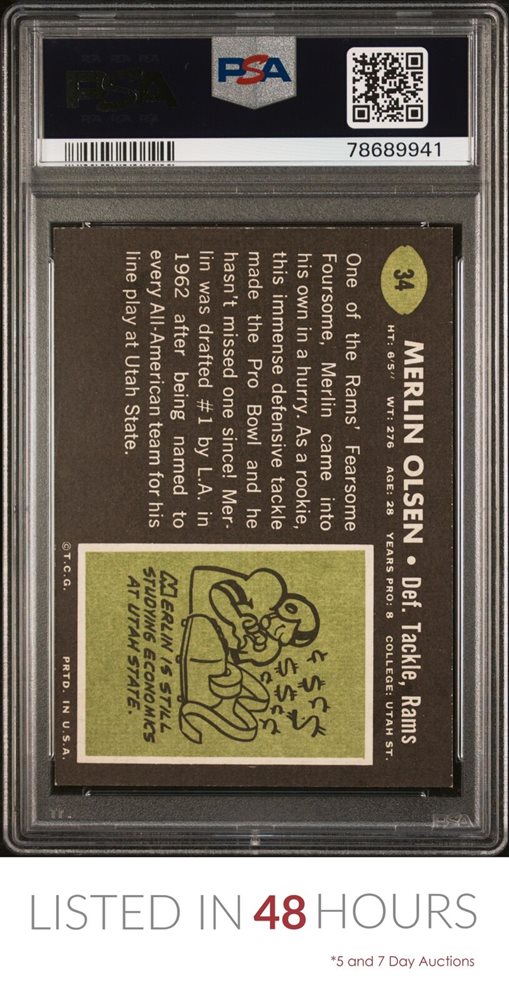 PSA
PSA
78689941
34
MERLIN OLSEN • Def. Tackle, Rams
HT: 6'5" WT: 276 AGE: 28 YEARS PRO: 8 COLLEGE: UTAH ST.
One of the Rams' Fearsome
Foursome, Merlin came into
his own in a hurry. As a rookie,
this immense defensive tackle
made the Pro Bowl and he
hasn't missed one since! Mer-
lin was drafted #1 by L.A. in
1962 after being named to
every All-American team for his
line play at Utah State.
$ $ $
$ $ $
MERLIN IS STILL
STUDYING ECONOMICS
AT UTAH STATE.
© T.C.G. PRTD. IN U.S.A.
PSA
LISTED IN 48 HOURS
*5 and 7 Day Auctions